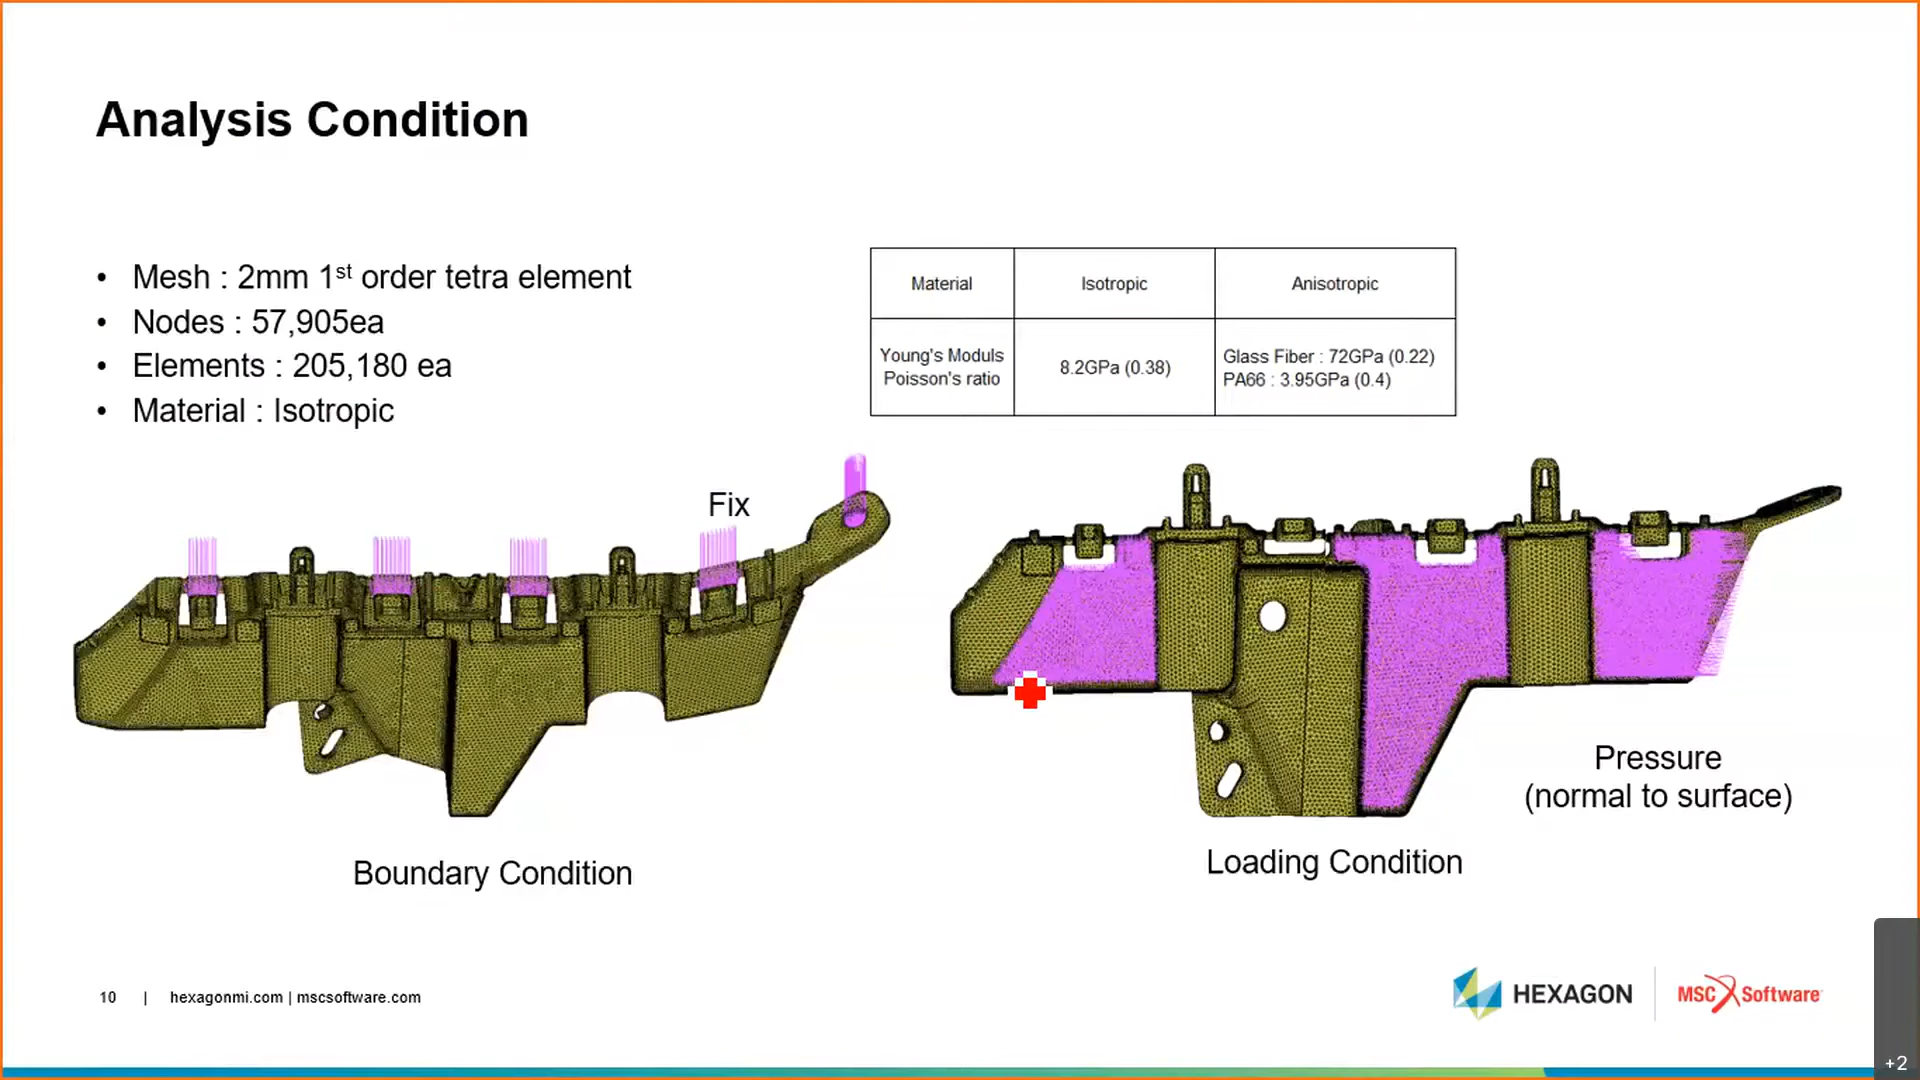 Analysis Condition
• Mesh : 2mm 1st order tetra element
• Nodes : 57,905ea
• Elements : 205,180 ea
• Material : Isotropic
Material Isotropic Anisotropic
Young's Moduls
Poisson's ratio
8.2GPa (0.38)
Glass Fiber : 72GPa (0.22)
PA66 : 3.95GPa (0.4)
Fix
Boundary Condition
Pressure
(normal to surface)
Loading Condition
10 | hexagonmi.com | mscsoftware.com
HEXAGON
MSC Software
+2